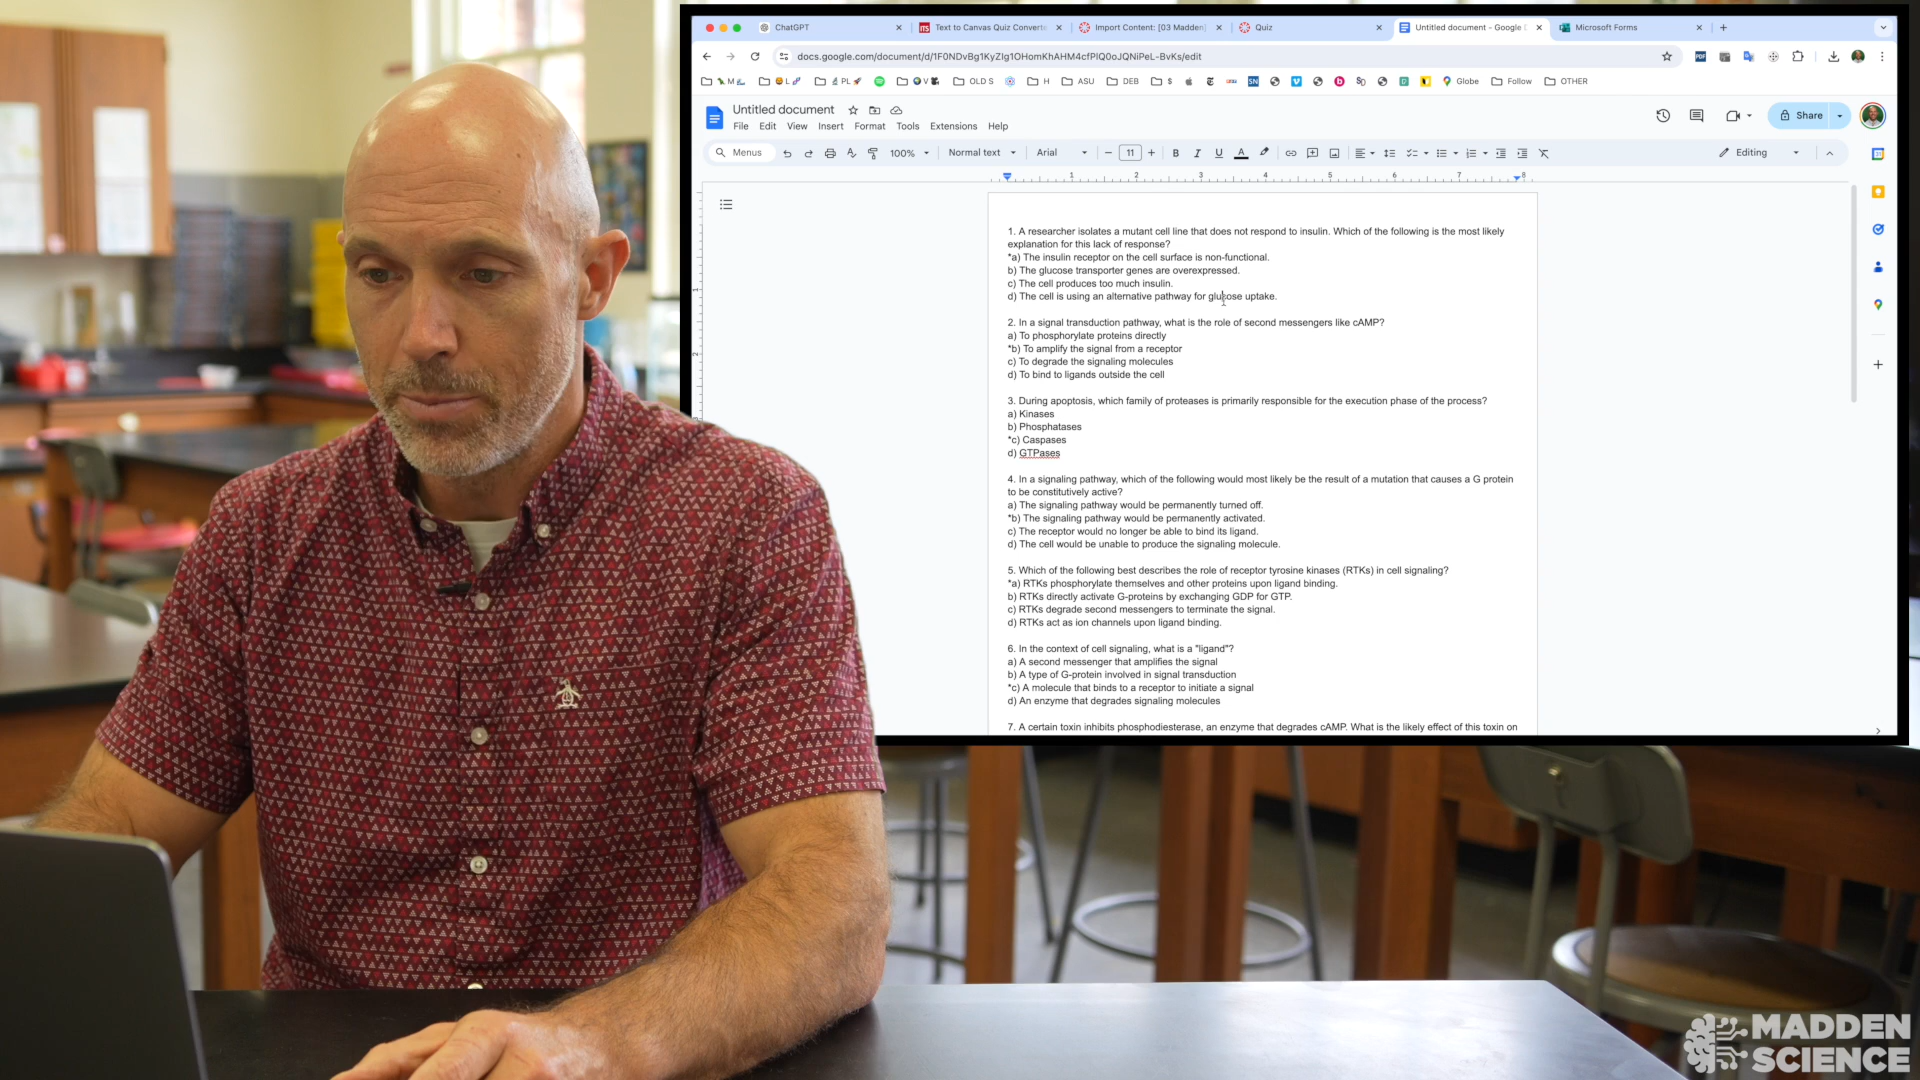 ChatGPT
Text to Canvas Quiz Converte
Import Content: [03 Madden]
Quiz
Untitled document - Google
Microsoft Forms
docs.google.com/document/d/1F0NDvBg1KyZIg1OHomKhAHM4cfPIQ0oJQNiPeL-BvKs/edit
M
L
PL
V
OLD S
H
ASU
DEB
$
SN
Globe
Follow
OTHER
Untitled document
File Edit View Insert Format Tools Extensions Help
Share
Menus
100%
Normal text
Arial
11
B I U A
Editing
1 2 3 4 5 6 7 8
1. A researcher isolates a mutant cell line that does not respond to insulin. Which of the following is the most likely
explanation for this lack of response?
*a) The insulin receptor on the cell surface is non-functional.
b) The glucose transporter genes are overexpressed.
c) The cell produces too much insulin.
d) The cell is using an alternative pathway for glucose uptake.
2. In a signal transduction pathway, what is the role of second messengers like cAMP?
a) To phosphorylate proteins directly
*b) To amplify the signal from a receptor
c) To degrade the signaling molecules
d) To bind to ligands outside the cell
3. During apoptosis, which family of proteases is primarily responsible for the execution phase of the process?
a) Kinases
b) Phosphatases
*c) Caspases
d) GTPases
4. In a signaling pathway, which of the following would most likely be the result of a mutation that causes a G protein
to be constitutively active?
a) The signaling pathway would be permanently turned off.
*b) The signaling pathway would be permanently activated.
c) The receptor would no longer be able to bind its ligand.
d) The cell would be unable to produce the signaling molecule.
5. Which of the following best describes the role of receptor tyrosine kinases (RTKs) in cell signaling?
*a) RTKs phosphorylate themselves and other proteins upon ligand binding.
b) RTKs directly activate G-proteins by exchanging GDP for GTP.
c) RTKs degrade second messengers to terminate the signal.
d) RTKs act as ion channels upon ligand binding.
6. In the context of cell signaling, what is a "ligand"?
a) A second messenger that amplifies the signal
b) A type of G-protein involved in signal transduction
*c) A molecule that binds to a receptor to initiate a signal
d) An enzyme that degrades signaling molecules
7. A certain toxin inhibits phosphodiesterase, an enzyme that degrades cAMP. What is the likely effect of this toxin on
MADDEN
SCIENCE